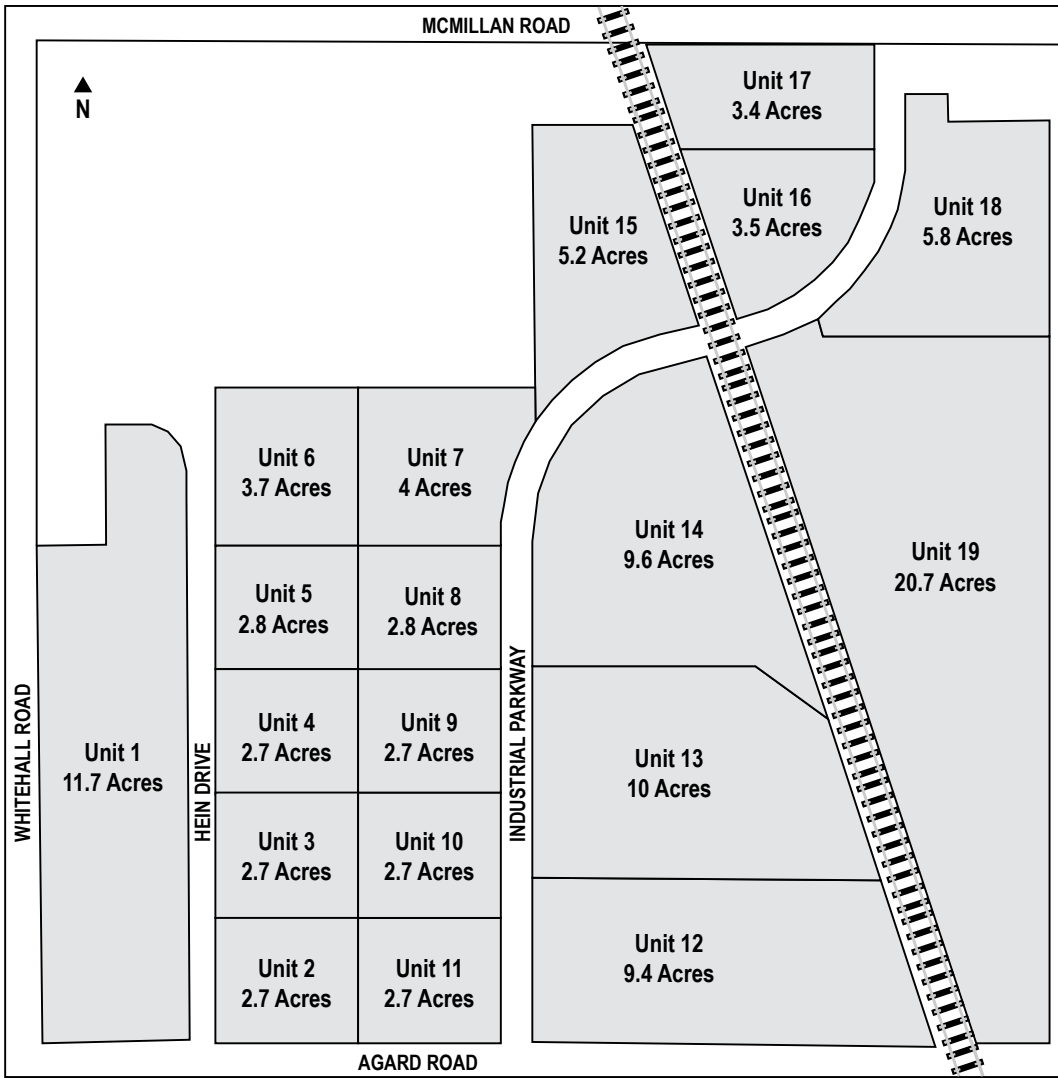 MCMILLAN ROAD
N
Unit 17
3.4 Acres
Unit 16
3.5 Acres
Unit 15
5.2 Acres
Unit 18
5.8 Acres
Unit 6
3.7 Acres
Unit 7
4 Acres
Unit 14
9.6 Acres
Unit 19
20.7 Acres
Unit 5
2.8 Acres
Unit 8
2.8 Acres
WHITEHALL ROAD
Unit 1
11.7 Acres
HEIN DRIVE
Unit 4
2.7 Acres
Unit 9
2.7 Acres
INDUSTRIAL PARKWAY
Unit 13
10 Acres
Unit 3
2.7 Acres
Unit 10
2.7 Acres
Unit 12
9.4 Acres
Unit 2
2.7 Acres
Unit 11
2.7 Acres
AGARD ROAD